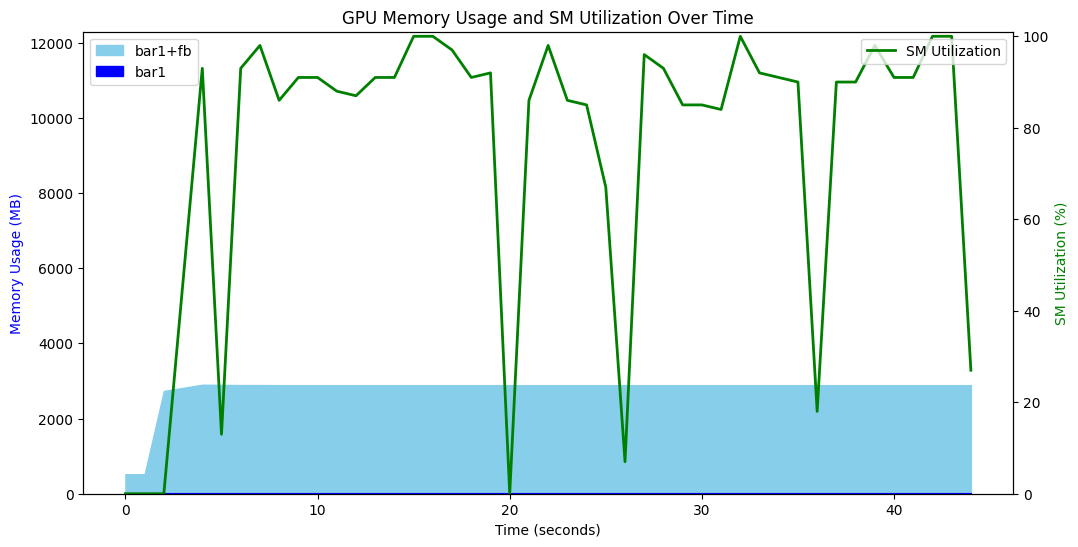 GPU Memory Usage and SM Utilization Over Time
bar1+fb
bar1
SM Utilization
12000
10000
8000
6000
4000
2000
0
Memory Usage (MB)
100
80
60
40
20
0
SM Utilization (%)
0 10 20 30 40
Time (seconds)